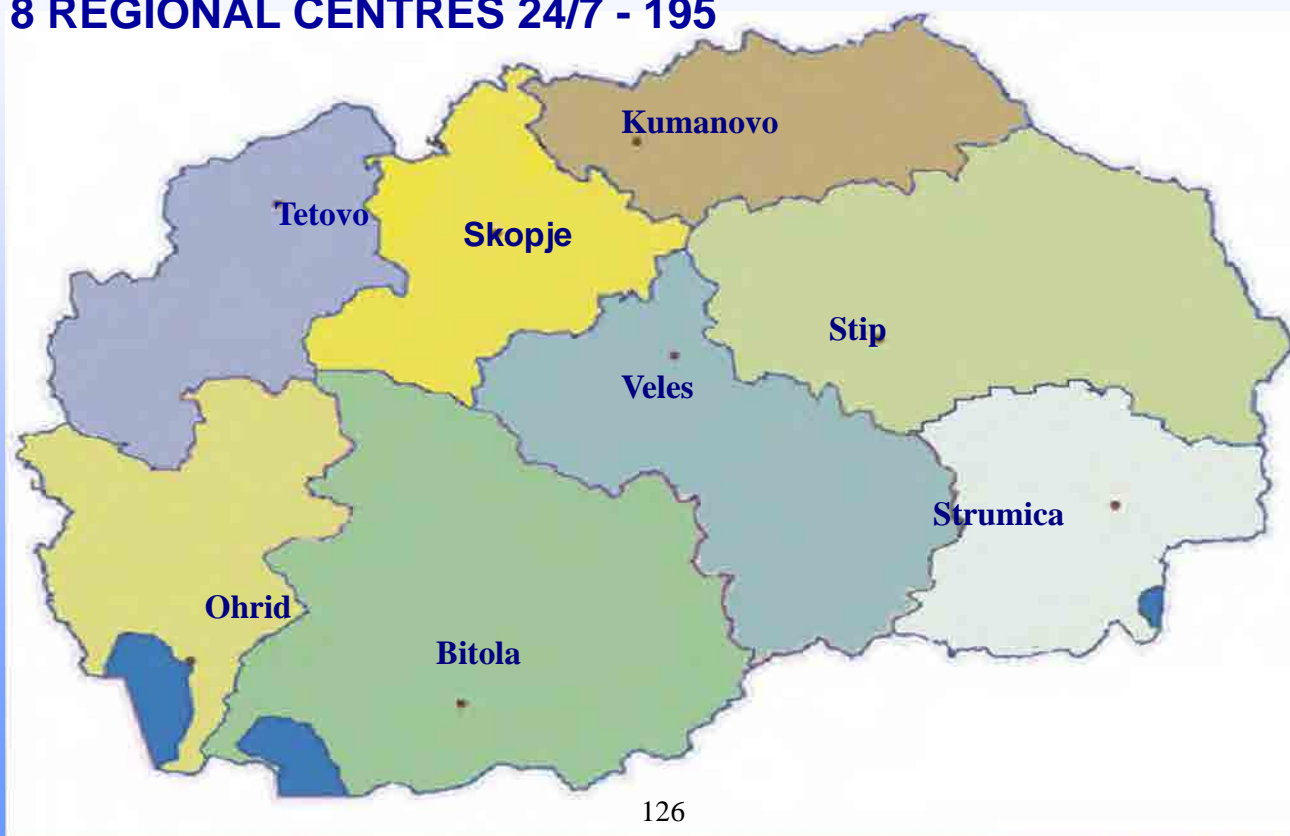 8 REGIONAL CENTRES 24/7 - 195
Kumanovo
Tetovo
Skopje
Stip
Veles
Strumica
Ohrid
Bitola
126